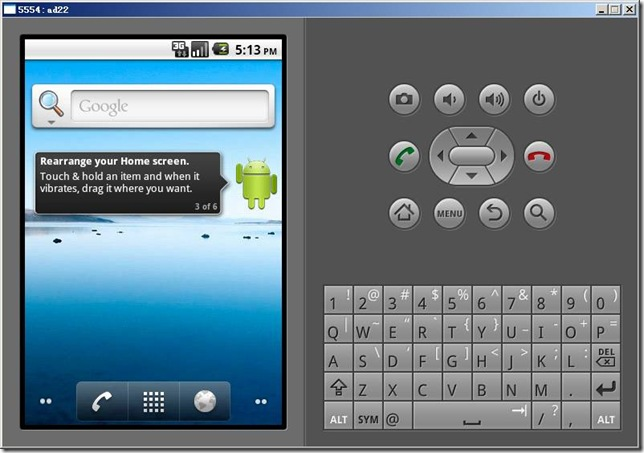 5554:ad22
3G 5:13 PM
Google
Rearrange your Home screen.
Touch & hold an item and when it
vibrates, drag it where you want.
3 of 6
MENU
1 ! 2 @ 3 # 4 $ 5 % 6 ^ 7 & 8 * 9 ( 0 )
Q | W ~ E “ R ` T { Y } U _ I - O + P =
A S \ D ‘ F [ G ] H < J > K ; L : DEL
Z X C V B N M .
ALT SYM @ / ? , ALT